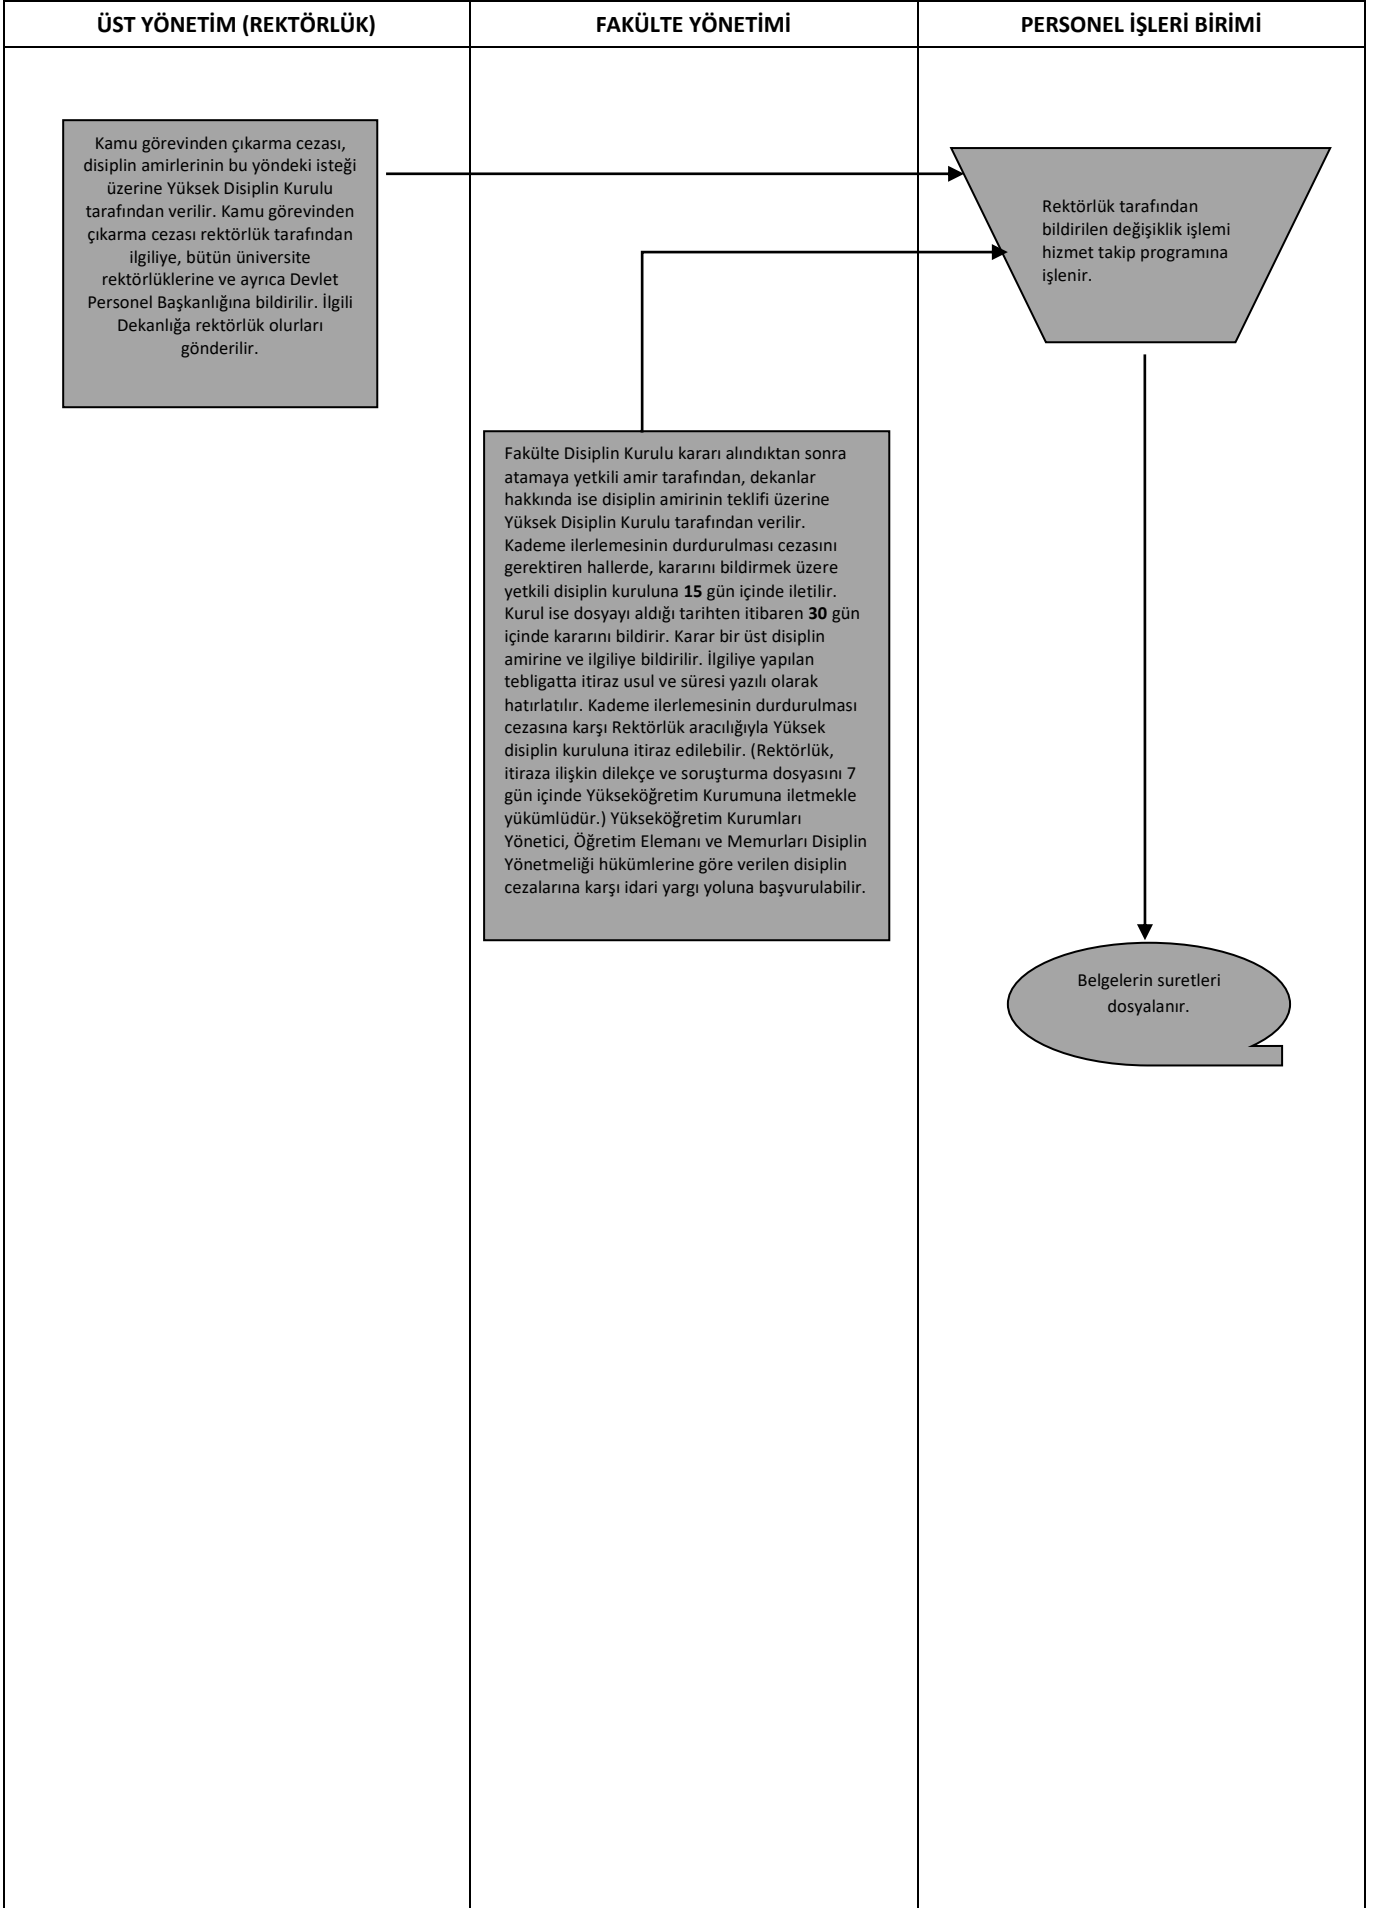 ÜST YÖNETİM (REKTÖRLÜK)
FAKÜLTE YÖNETİMİ
PERSONEL İŞLERİ BİRİMİ
Kamu görevinden çıkarma cezası,
disiplin amirlerinin bu yöndeki isteği
üzerine Yüksek Disiplin Kurulu
tarafından verilir. Kamu görevinden
çıkarma cezası rektörlük tarafından
ilgiliye, bütün üniversite
rektörlüklerine ve ayrıca Devlet
Personel Başkanlığına bildirilir. İlgili
Dekanlığa rektörlük olurları
gönderilir.
Rektörlük tarafından
bildirilen değişiklik işlemi
hizmet takip programına
işlenir.
Fakülte Disiplin Kurulu kararı alındıktan sonra
atamaya yetkili amir tarafından, dekanlar
hakkında ise disiplin amirinin teklifi üzerine
Yüksek Disiplin Kurulu tarafından verilir.
Kademe ilerlemesinin durdurulması cezasını
gerektiren hallerde, kararını bildirmek üzere
yetkili disiplin kuruluna 15 gün içinde iletilir.
Kurul ise dosyayı aldığı tarihten itibaren 30 gün
içinde kararını bildirir. Karar bir üst disiplin
amirine ve ilgiliye bildirilir. İlgiliye yapılan
tebligatta itiraz usul ve süresi yazılı olarak
hatırlatılır. Kademe ilerlemesinin durdurulması
cezasına karşı Rektörlük aracılığıyla Yüksek
disiplin kuruluna itiraz edilebilir. (Rektörlük,
itiraza ilişkin dilekçe ve soruşturma dosyasını 7
gün içinde Yükseköğretim Kurumuna iletmekle
yükümlüdür.) Yükseköğretim Kurumları
Yönetici, Öğretim Elemanı ve Memurları Disiplin
Yönetmeliği hükümlerine göre verilen disiplin
cezalarına karşı idari yargı yoluna başvurulabilir.
Belgelerin suretleri
dosyalanır.